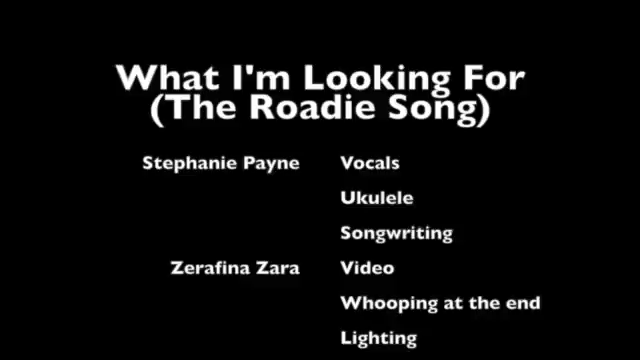 What I'm Looking For
(The Roadie Song)
Stephanie Payne Vocals
Ukulele
Songwriting
Zerafina Zara Video
Whooping at the end
Lighting